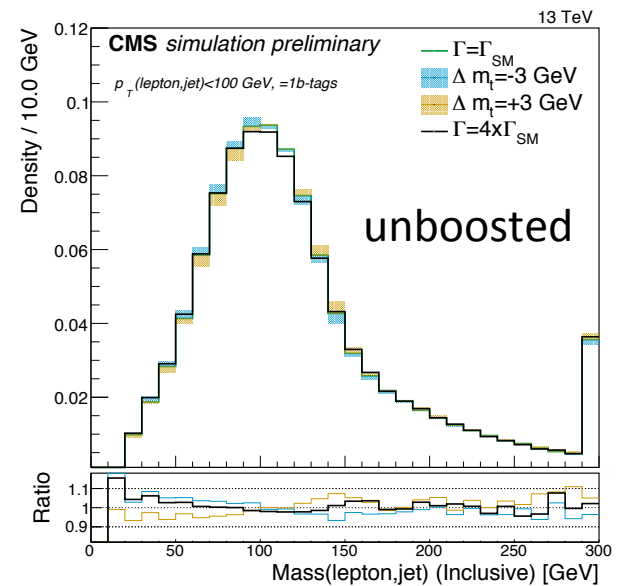 13 TeV
CMS simulation preliminary
p_T(lepton,jet)<100 GeV, =1b-tags
Γ=Γ_SM
Δ m_t=-3 GeV
Δ m_t=+3 GeV
Γ=4xΓ_SM
unboosted
Density / 10.0 GeV
0.12
0.1
0.08
0.06
0.04
0.02
Ratio
1.1
1.0
0.9
0 50 100 150 200 250 300
Mass(lepton,jet) (Inclusive) [GeV]